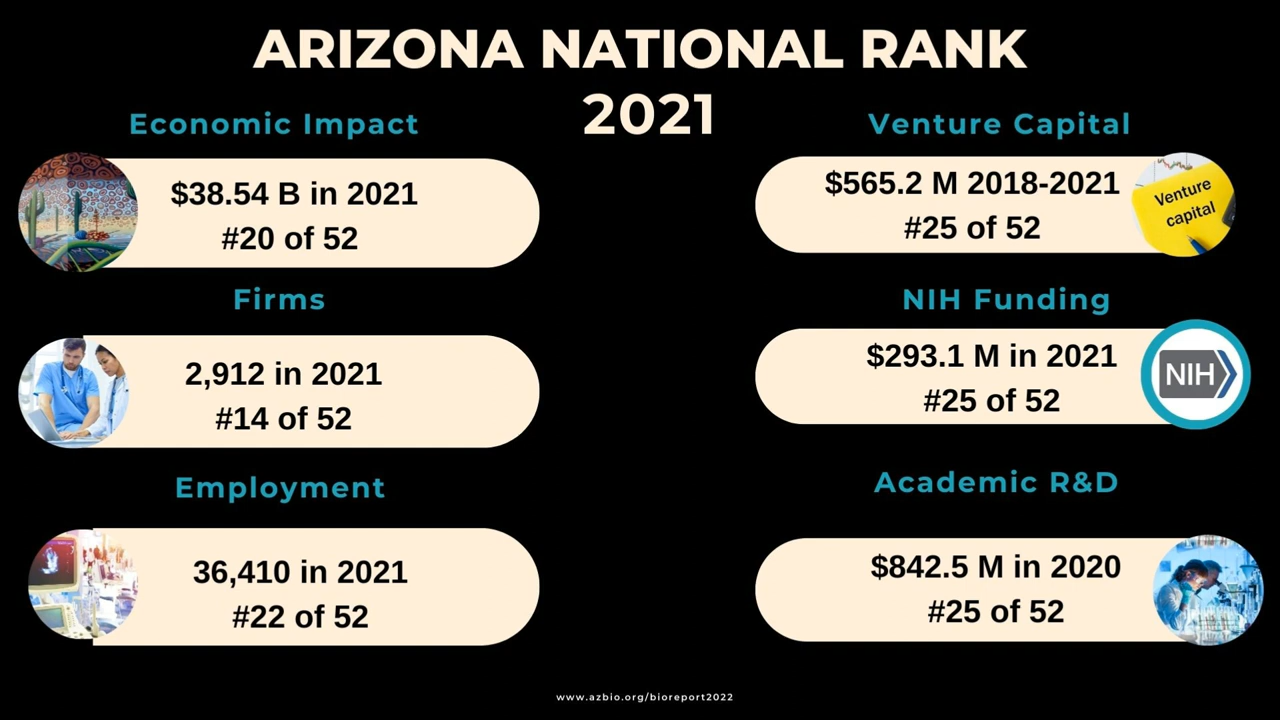 ARIZONA NATIONAL RANK
2021
Economic Impact
$38.54 B in 2021
#20 of 52
Firms
2,912 in 2021
#14 of 52
Employment
36,410 in 2021
#22 of 52
Venture Capital
$565.2 M 2018-2021
#25 of 52
Venture
capital
NIH Funding
$293.1 M in 2021
#25 of 52
NIH
Academic R&D
$842.5 M in 2020
#25 of 52
www.azbio.org/bioreport2022